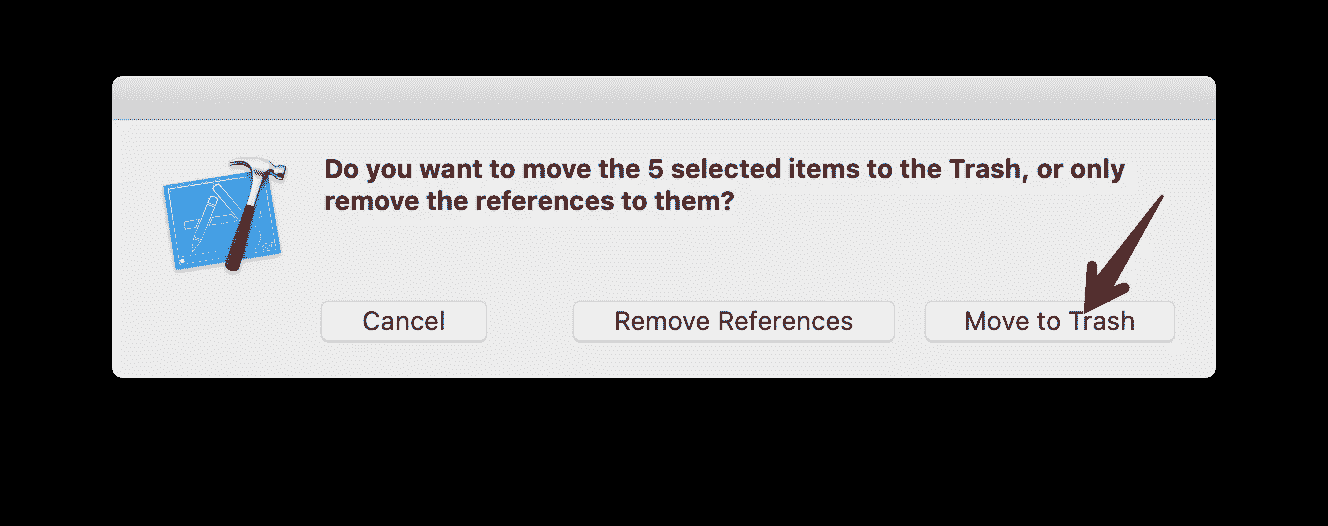 Do you want to move the 5 selected items to the Trash, or only
remove the references to them?
Cancel
Remove References
Move to Trash